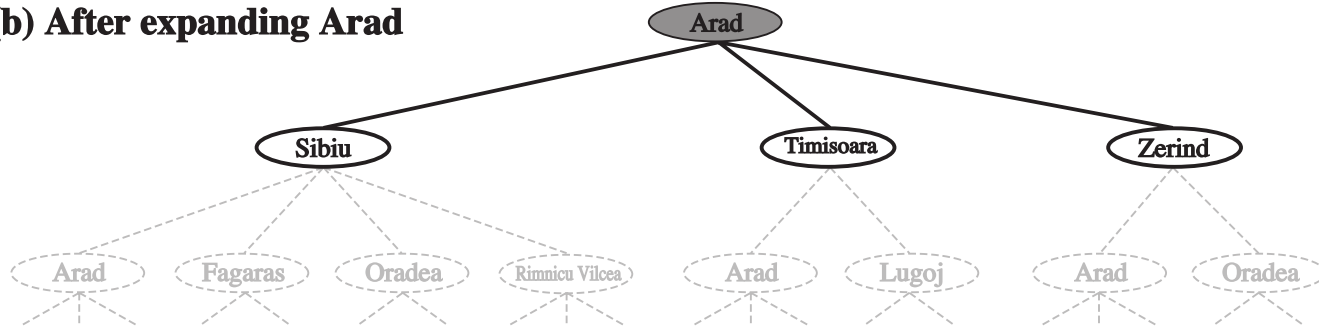 b) After expanding Arad
Arad
Sibiu
Timisoara
Zerind
Arad
Fagaras
Oradea
Rimnicu Vilcea
Arad
Lugoj
Arad
Oradea